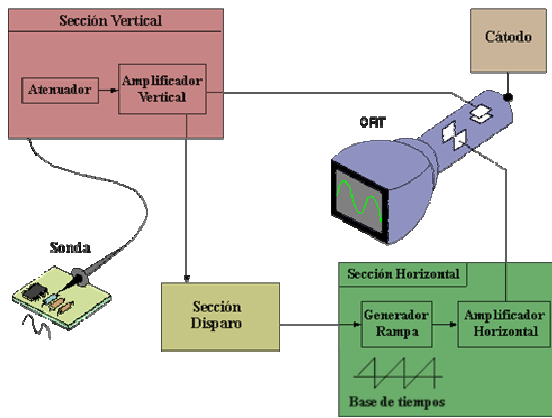 Sección Vertical
Atenuador
Amplificador
Vertical
Cátodo
CRT
Sonda
Sección
Disparo
Sección Horizontal
Generador
Rampa
Amplificador
Horizontal
Base de tiempos